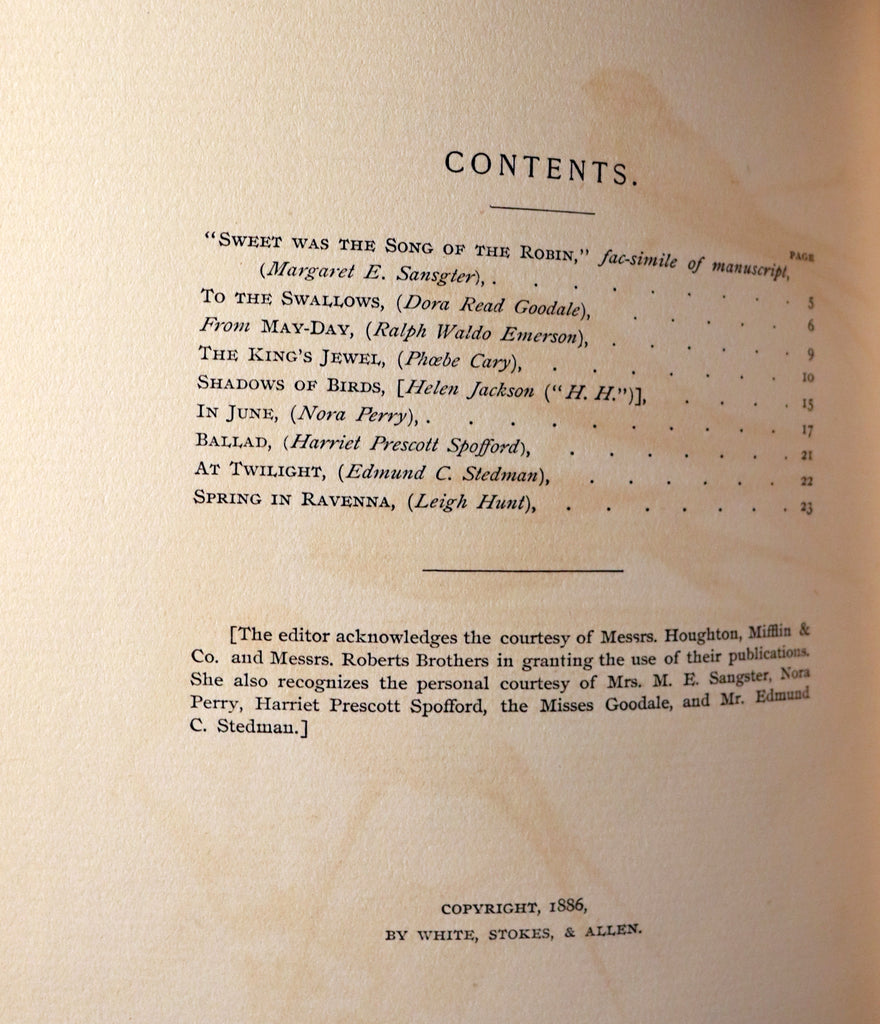 CONTENTS.
PAGE
"SWEET WAS THE SONG OF THE ROBIN," fac-simile of manuscript,
(Margaret E. Sansgter), . . . . . . . . 5
TO THE SWALLOWS, (Dora Read Goodale), . . . . . 6
From MAY-DAY, (Ralph Waldo Emerson), . . . . . 9
THE KING'S JEWEL, (Phœbe Cary), . . . . . . . 10
SHADOWS OF BIRDS, [Helen Jackson ("H. H.")], . . . . 15
IN JUNE, (Nora Perry), . . . . . . . . . . 17
BALLAD, (Harriet Prescott Spofford), . . . . . . 21
AT TWILIGHT, (Edmund C. Stedman), . . . . . . 22
SPRING IN RAVENNA, (Leigh Hunt), . . . . . . . 23
[The editor acknowledges the courtesy of Messrs. Houghton, Mifflin &
Co. and Messrs. Roberts Brothers in granting the use of their publications.
She also recognizes the personal courtesy of Mrs. M. E. Sangster, Nora
Perry, Harriet Prescott Spofford, the Misses Goodale, and Mr. Edmund
C. Stedman.]
COPYRIGHT, 1886,
BY WHITE, STOKES, & ALLEN.